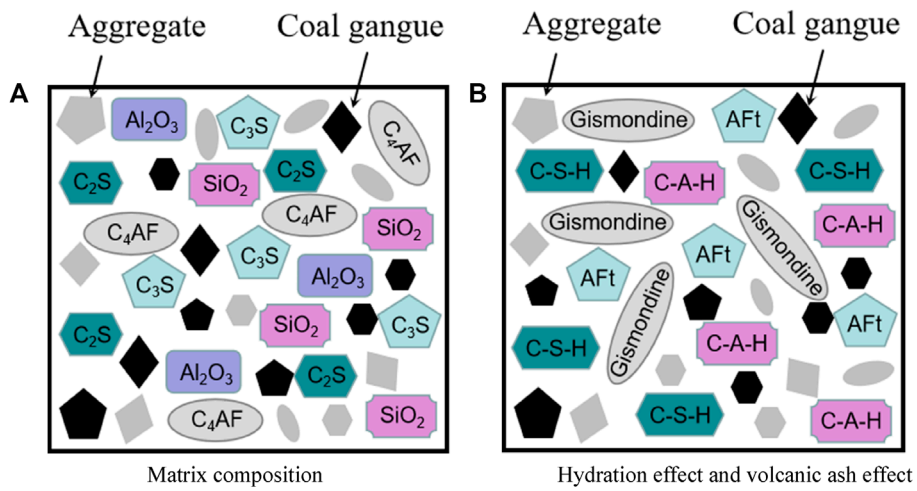 Aggregate
Coal gangue
A
Al₂O₃
C₃S
C₄AF
C₂S
SiO₂
C₂S
C₄AF
C₄AF
SiO₂
C₃S
C₃S
Al₂O₃
C₂S
SiO₂
C₃S
Al₂O₃
C₂S
C₄AF
SiO₂
Matrix composition
Aggregate
Coal gangue
B
Gismondine
AFt
C-S-H
C-A-H
C-S-H
Gismondine
Gismondine
C-A-H
AFt
AFt
Gismondine
AFt
C-S-H
C-A-H
C-S-H
C-A-H
Hydration effect and volcanic ash effect